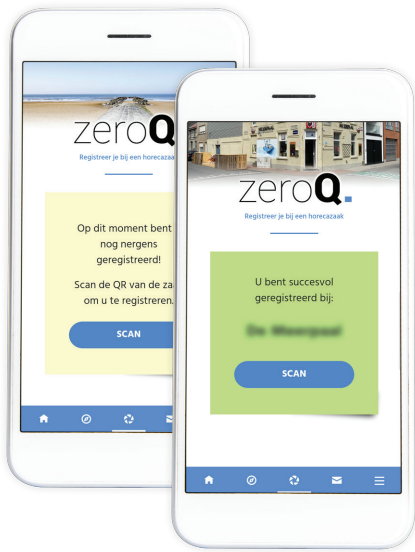 zeroQ
Registreer je bij een horecazaa
Op dit moment bent
nog nergens
geregistreerd!
Scan de QR van de za
om u te registreren.
SCAN
zeroQ.
Registreer je bij een horecazaak
U bent succesvol
geregistreerd bij:
SCAN